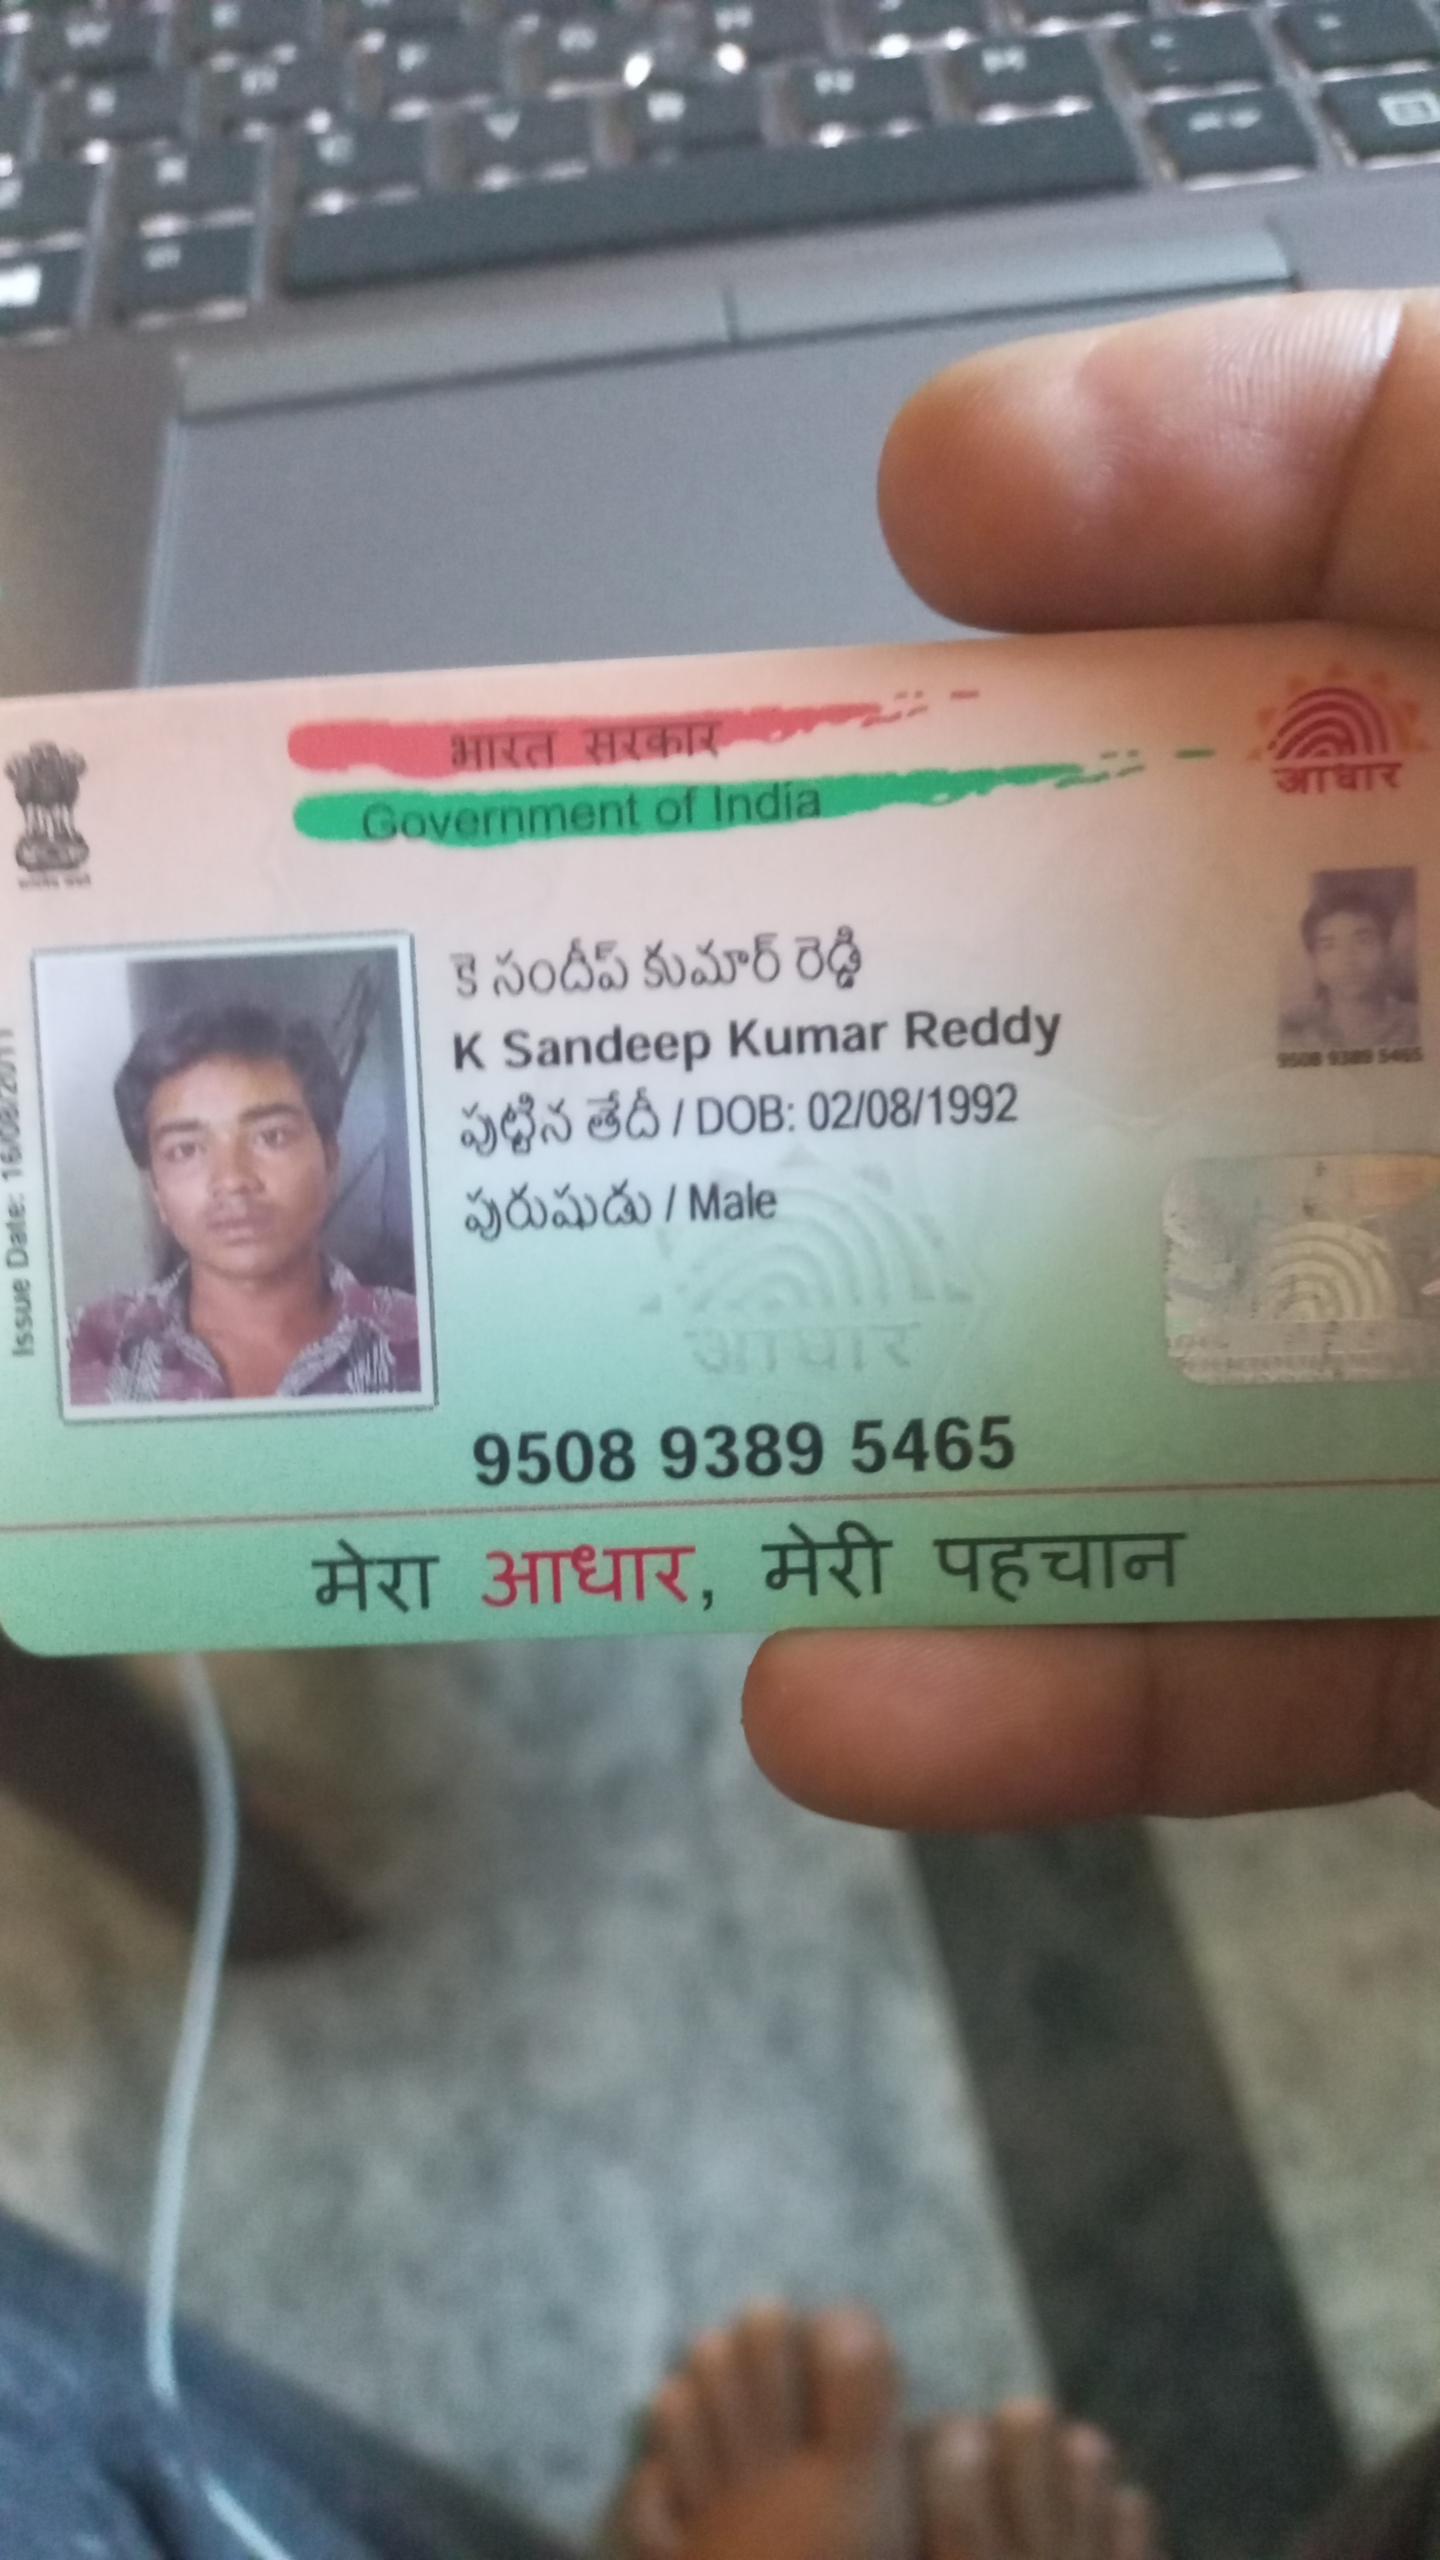 भारत सरकार
Government of India
आधार
కె సందీప్ కుమార్ రెడ్డి
K Sandeep Kumar Reddy
పుట్టిన తేదీ / DOB: 02/08/1992
పురుషుడు / Male
9508 9389 5465
Issue Date: 16/08/2011
आधार
9508 9389 5465
मेरा आधार, मेरी पहचान